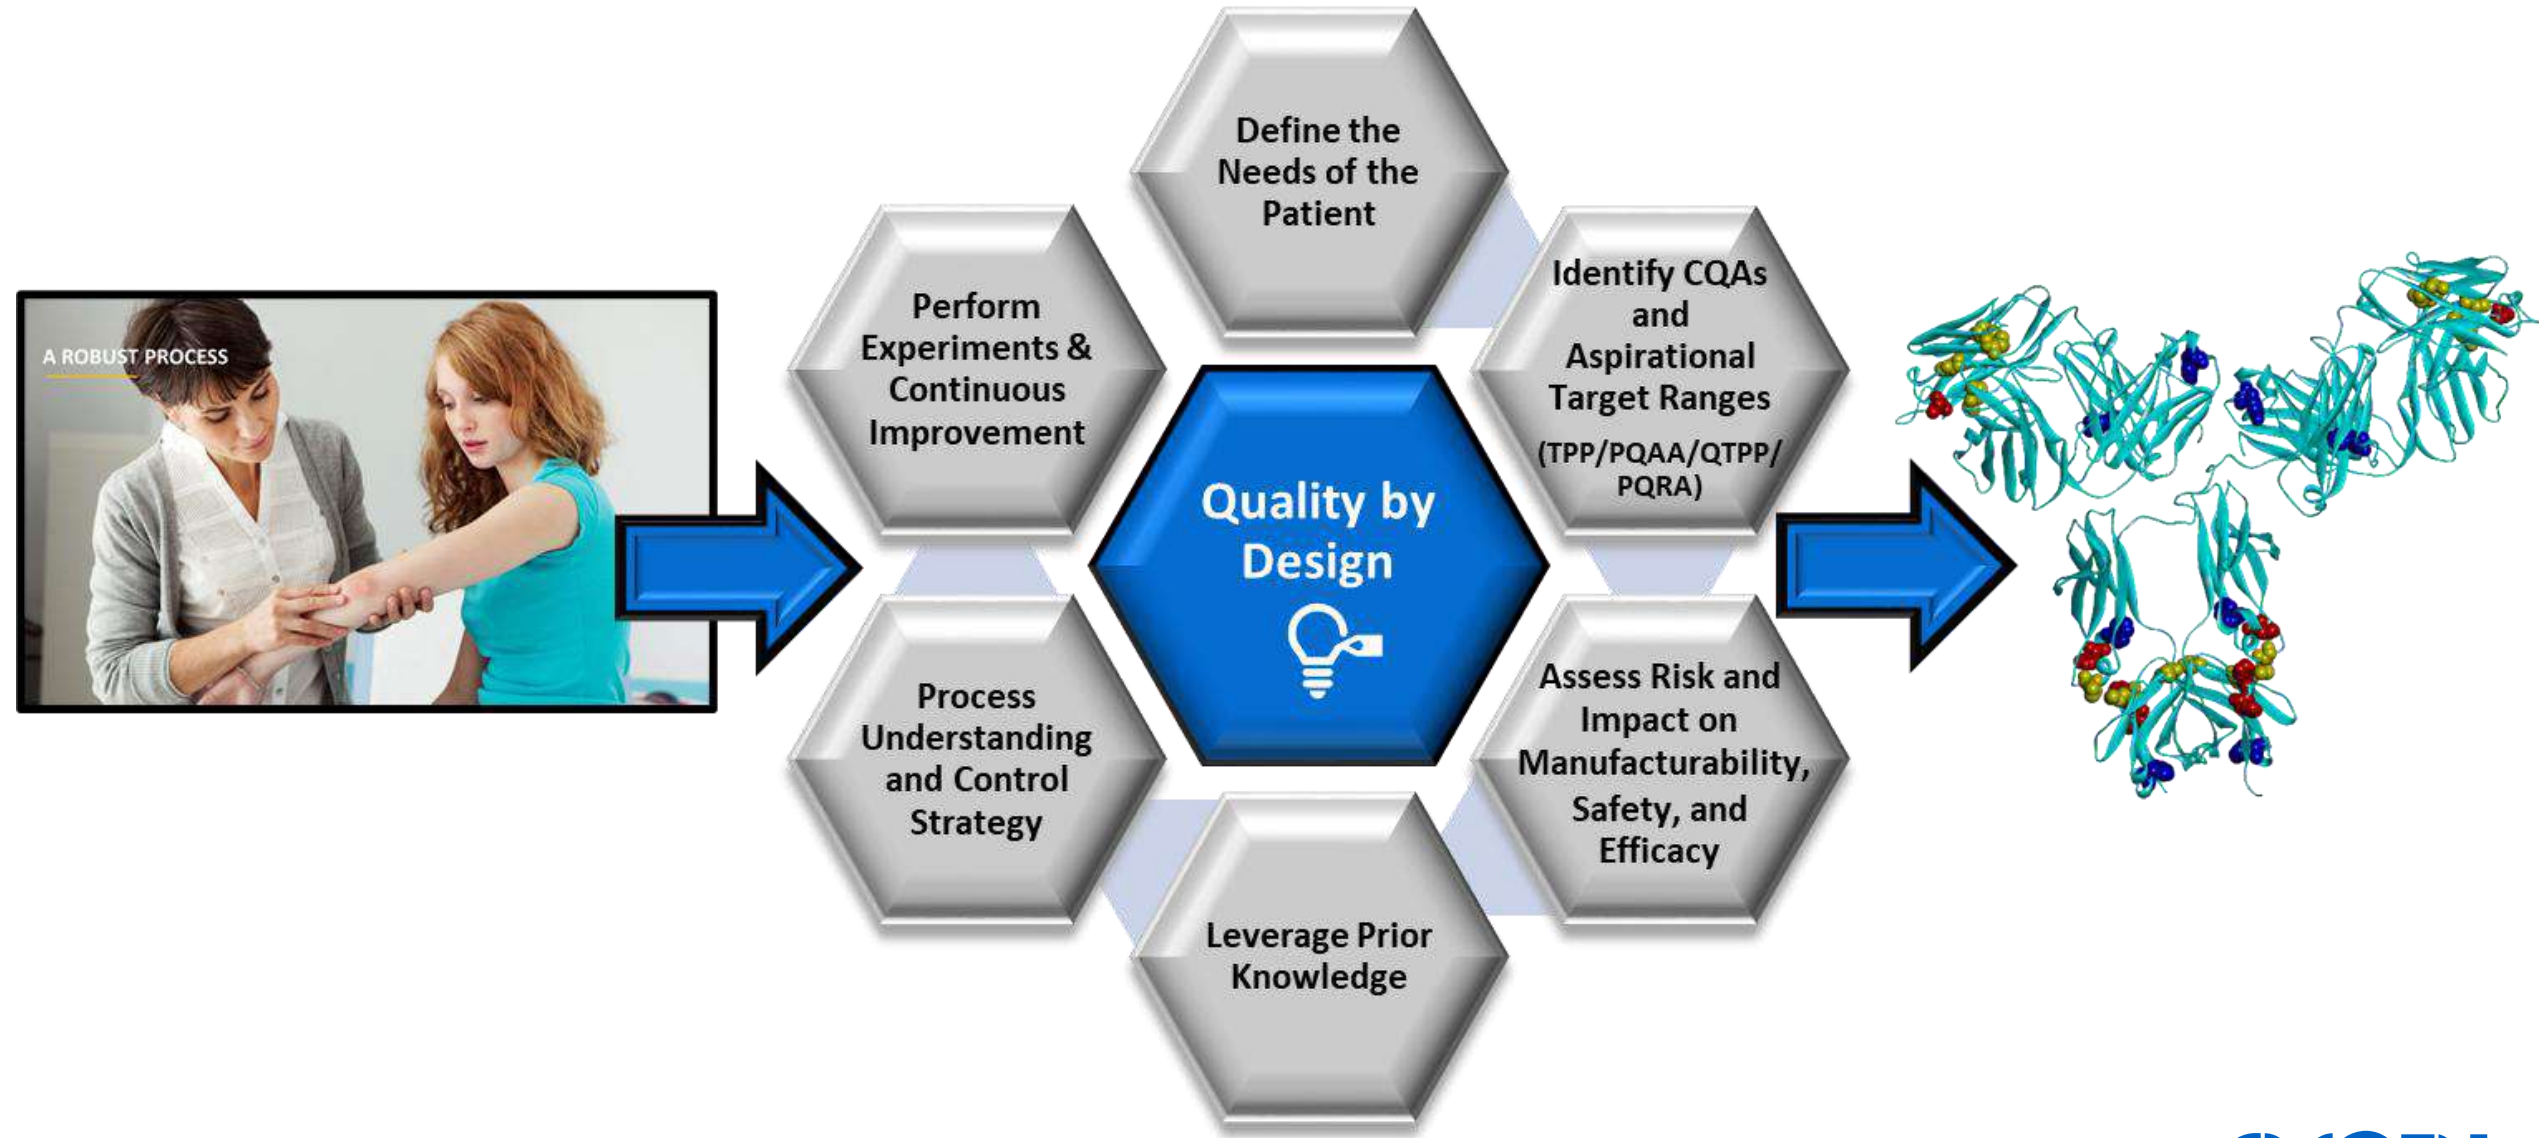 A ROBUST PROCESS
Define the
Needs of the
Patient
Identify CQAs
and
Aspirational
Target Ranges
(TPP/PQAA/QTPP/
PQRA)
Assess Risk and
Impact on
Manufacturability,
Safety, and
Efficacy
Leverage Prior
Knowledge
Process
Understanding
and Control
Strategy
Perform
Experiments &
Continuous
Improvement
Quality by
Design